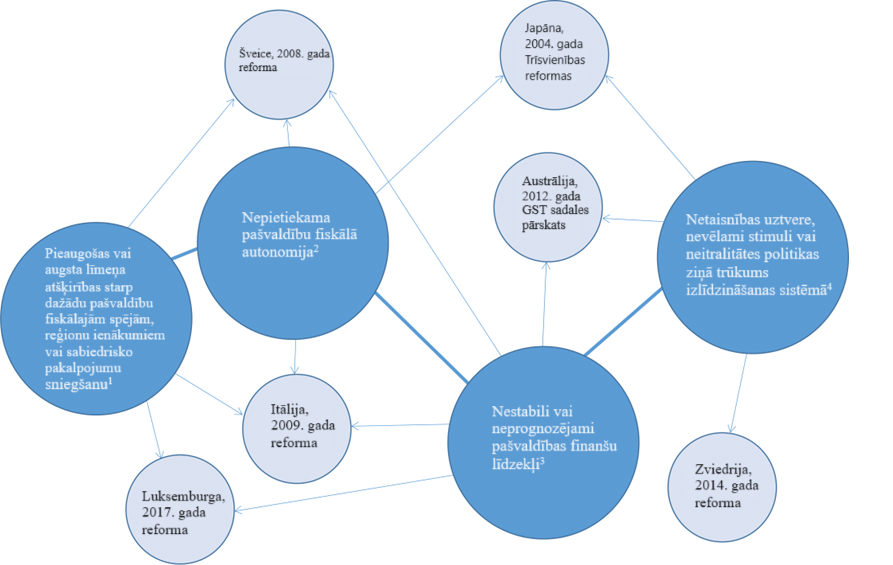 Šveice, 2008. gada
reforma
Japāna,
2004. gada
Trīsvienības
reformas
Austrālija,
2012. gada
GST sadales
pārskats
Nepietiekama
pašvaldību fiskālā
autonomija²
Netaisnības uztvere,
nevēlami stimuli vai
neitralitātes politikas
ziņā trūkums
izlīdzināšanas sistēmā⁴
Pieaugošas vai
augsta līmeņa
atšķirības starp
dažādu pašvaldību
fiskālajām spējām,
reģionu ienākumiem
vai sabiedrisko
pakalpojumu
sniegšanu¹
Itālija,
2009. gada
reforma
Nestabili vai
neprognozējami
pašvaldības finanšu
līdzekļi³
Zviedrija,
2014. gada
reforma
Luksemburga,
2017. gada
reforma